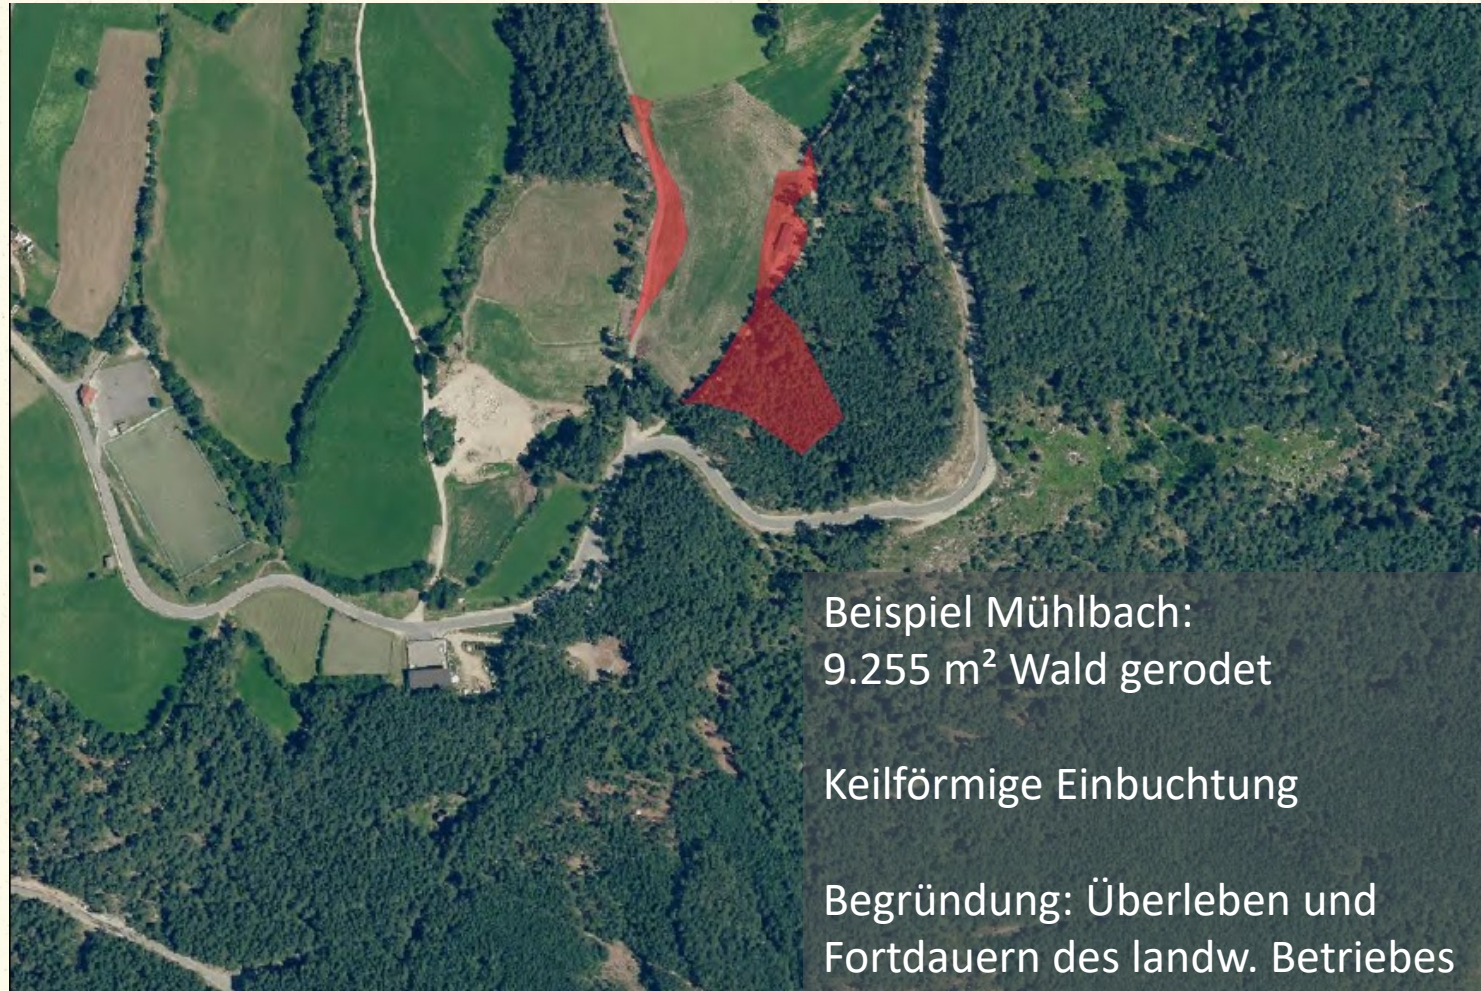 Beispiel Mühlbach:
9.255 m² Wald gerodet
Keilförmige Einbuchtung
Begründung: Überleben und
Fortdauern des landw. Betriebes